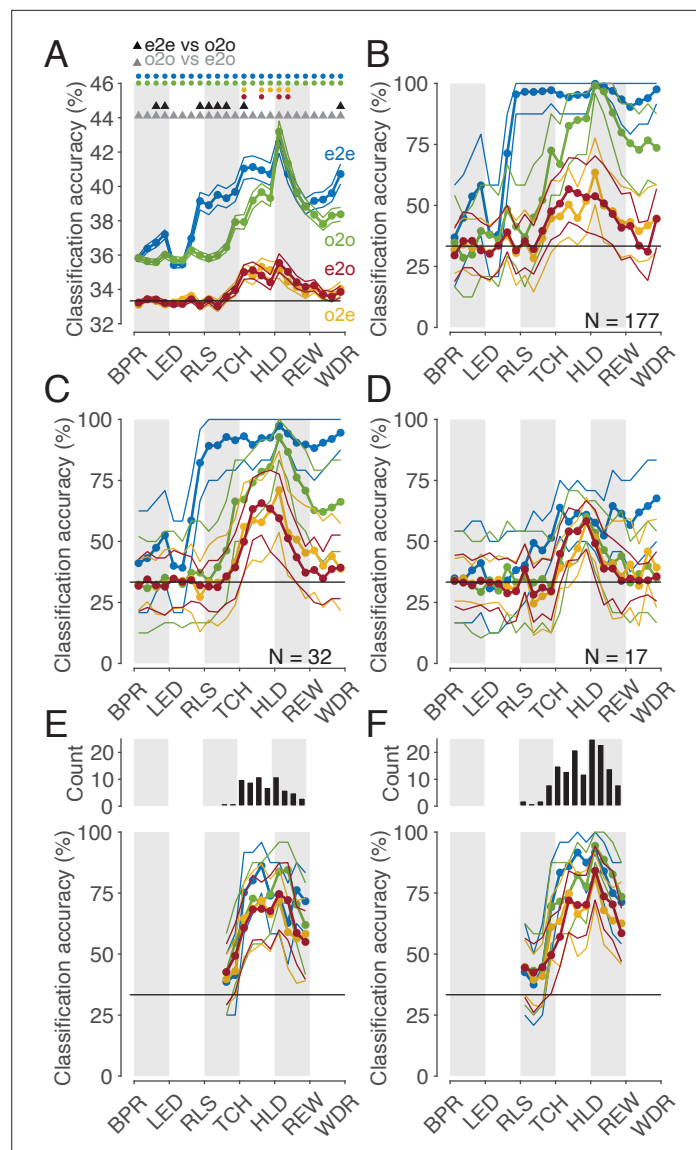 A
▲ e2e vs o2o
▲ o2o vs e2o
Classification accuracy (%)
46
44
42
40
38
36
34
32
e2e
o2o
e2o
o2e
BPR LED RLS TCH HLD REW WDR
B
Classification accuracy (%)
100
75
50
25
0
N = 177
BPR LED RLS TCH HLD REW WDR
C
Classification accuracy (%)
100
75
50
25
0
N = 32
BPR LED RLS TCH HLD REW WDR
D
Classification accuracy (%)
100
75
50
25
0
N = 17
BPR LED RLS TCH HLD REW WDR
E
Count
20
10
0
Classification accuracy (%)
100
75
50
25
0
BPR LED RLS TCH HLD REW WDR
F
Count
20
10
0
Classification accuracy (%)
100
75
50
25
0
BPR LED RLS TCH HLD REW WDR